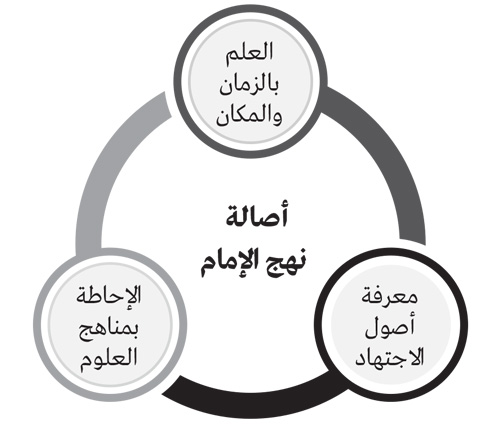 العلم
بالزمان
والمكان
أصالة
نهج الإمام
معرفة
أصول
الاجتهاد
الإحاطة
بمناهج
العلوم